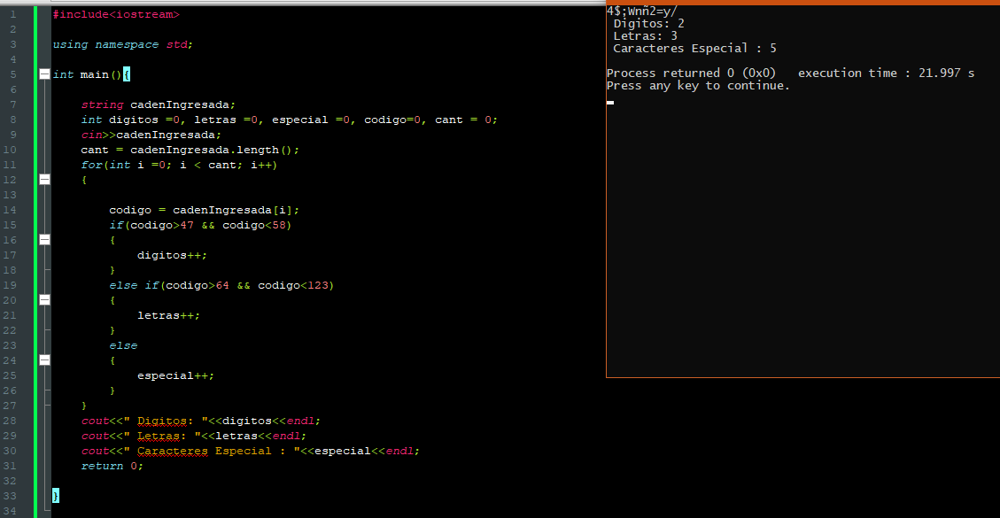 1 #include<iostream>
2
3 using namespace std;
4
5 int main(){
6
7 string cadenIngresada;
8 int digitos =0, letras =0, especial =0, codigo=0, cant = 0;
9 cin>>cadenIngresada;
10 cant = cadenIngresada.length();
11 for(int i =0; i < cant; i++)
12 {
13
14 codigo = cadenIngresada[i];
15 if(codigo>47 && codigo<58)
16 {
17 digitos++;
18 }
19 else if(codigo>64 && codigo<123)
20 {
21 letras++;
22 }
23 else
24 {
25 especial++;
26 }
27 }
28 cout<<" Digitos: "<<digitos<<endl;
29 cout<<" Letras: "<<letras<<endl;
30 cout<<" Caracteres Especial : "<<especial<<endl;
31 return 0;
32
33 }
34
4$;Wnñ2=y/
Digitos: 2
Letras: 3
Caracteres Especial : 5
Process returned 0 (0x0) execution time : 21.997 s
Press any key to continue.